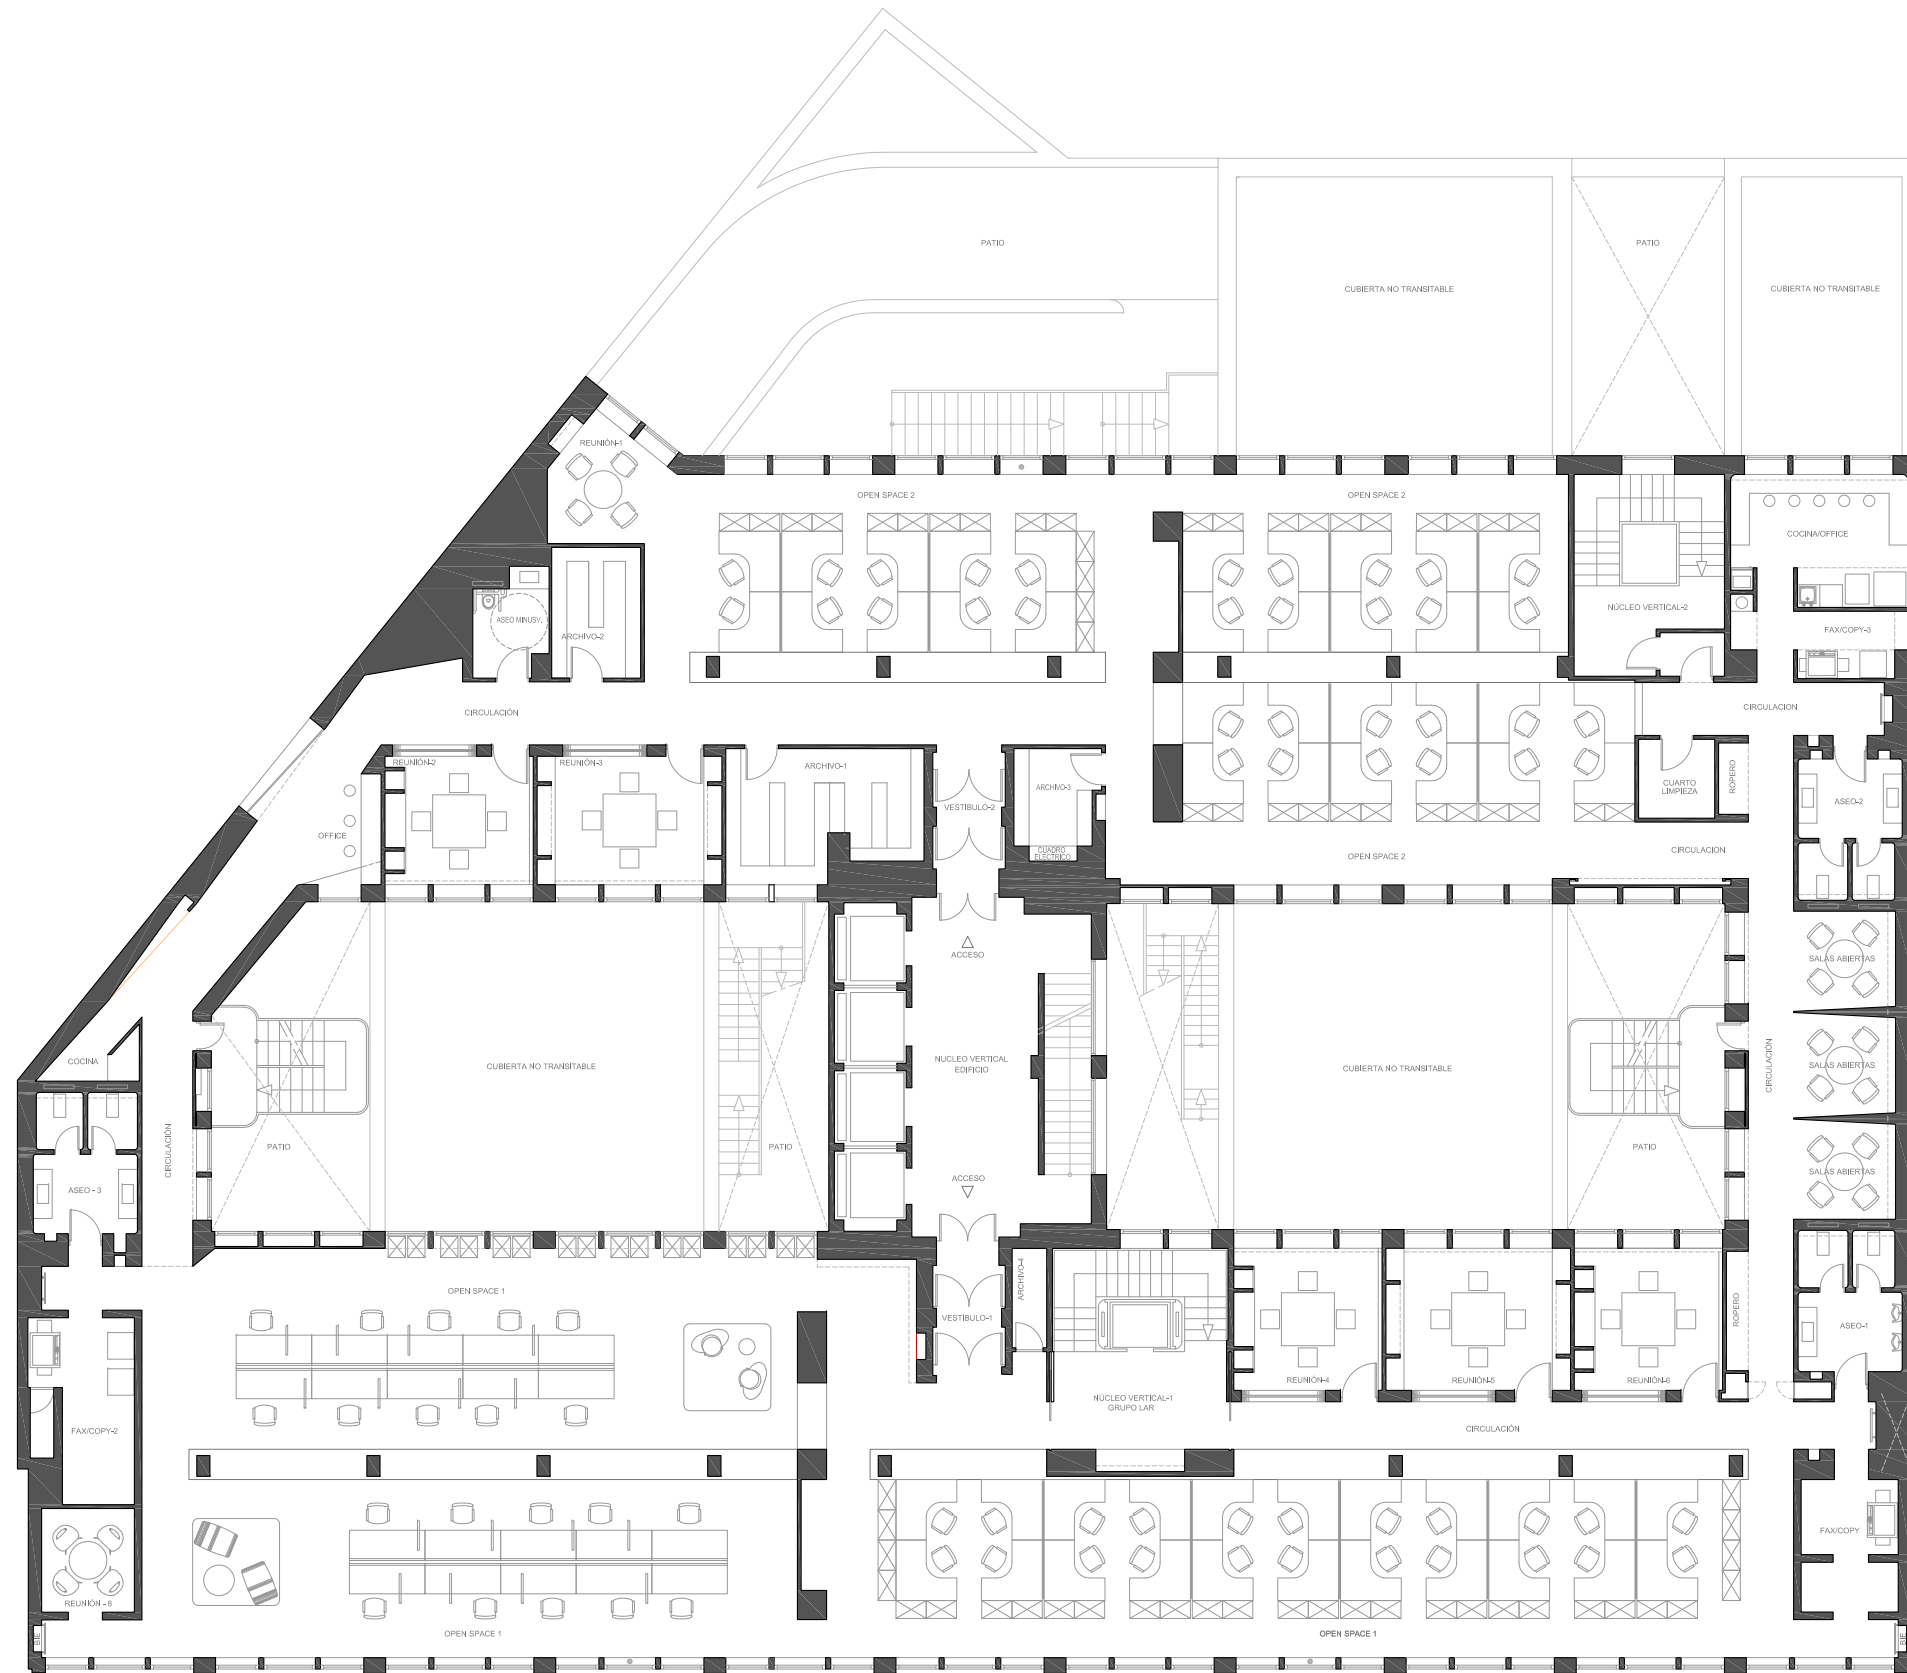 PATIO
PATIO
CUBIERTA NO TRANSITABLE
CUBIERTA NO TRANSITABLE
REUNIÓN-1
OPEN SPACE 2
OPEN SPACE 2
COCINA/OFFICE
NÚCLEO VERTICAL-2
ASEO MINUSV.
ARCHIVO-2
FAX/COPY-3
CIRCULACIÓN
CIRCULACION
REUNIÓN-2
REUNIÓN-3
ARCHIVO-1
VESTÍBULO-2
ARCHIVO-3
CUADRO
ELÉCTRICO
CUARTO
LIMPIEZA
ROPERO
ASEO-2
OFFICE
OPEN SPACE 2
CIRCULACION
ACCESO
SALAS ABIERTAS
COCINA
CUBIERTA NO TRANSITABLE
NUCLEO VERTICAL
EDIFICIO
CUBIERTA NO TRANSITABLE
CIRCULACIÓN
SALAS ABIERTAS
CIRCULACIÓN
PATIO
PATIO
PATIO
ACCESO
SALAS ABIERTAS
ASEO - 3
OPEN SPACE 1
VESTÍBULO-1
ARCHIVO-4
ROPERO
ASEO-1
REUNIÓN-4
REUNIÓN-5
REUNIÓN-6
NÚCLEO VERTICAL-1
GRUPO LAR
FAX/COPY-2
CIRCULACIÓN
FAX/COPY
REUNIÓN - 8
OPEN SPACE 1
OPEN SPACE 1
BIE
BIE